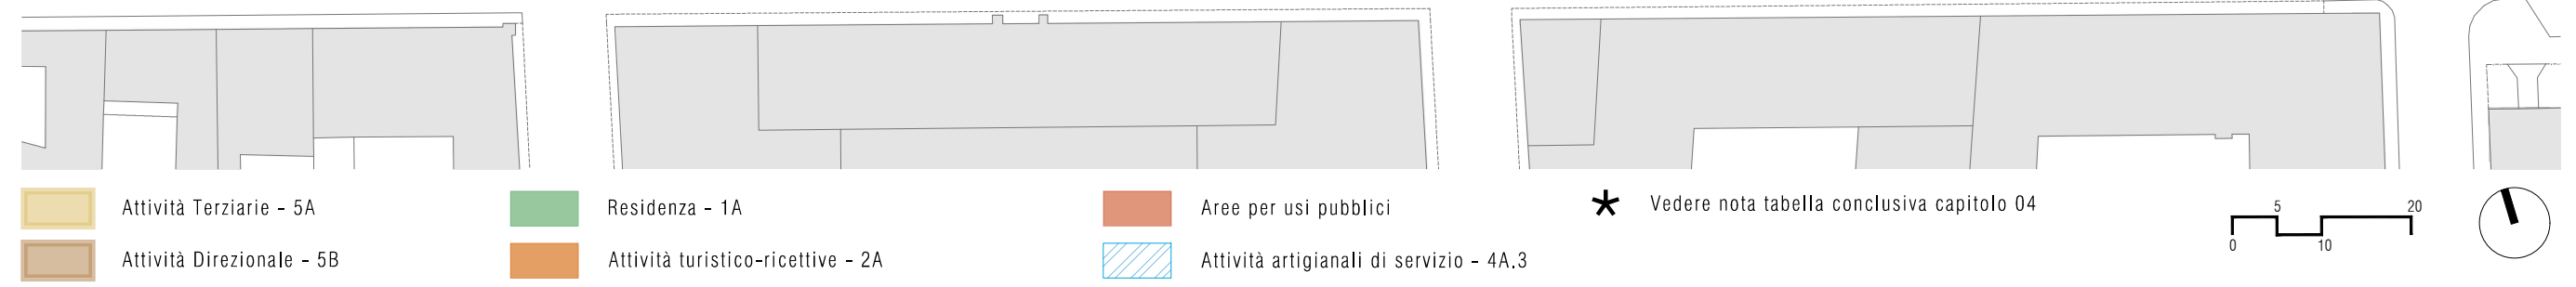 Attività Terziarie - 5A
Residenza - 1A
Aree per usi pubblici
* Vedere nota tabella conclusiva capitolo 04
5 20
0 10
Attività Direzionale - 5B
Attività turistico-ricettive - 2A
Attività artigianali di servizio - 4A.3